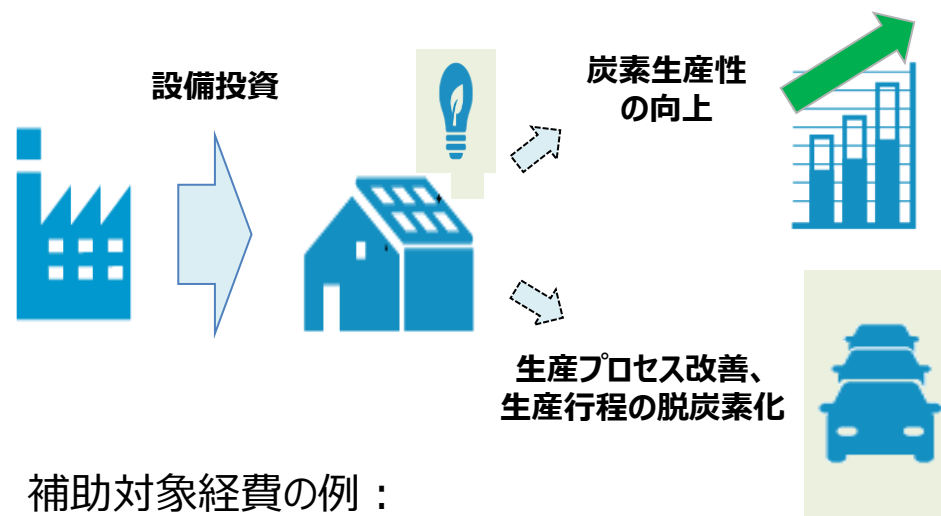 設備投資
炭素生産性
の向上
生産プロセス改善、
生産行程の脱炭素化
補助対象経費の例：